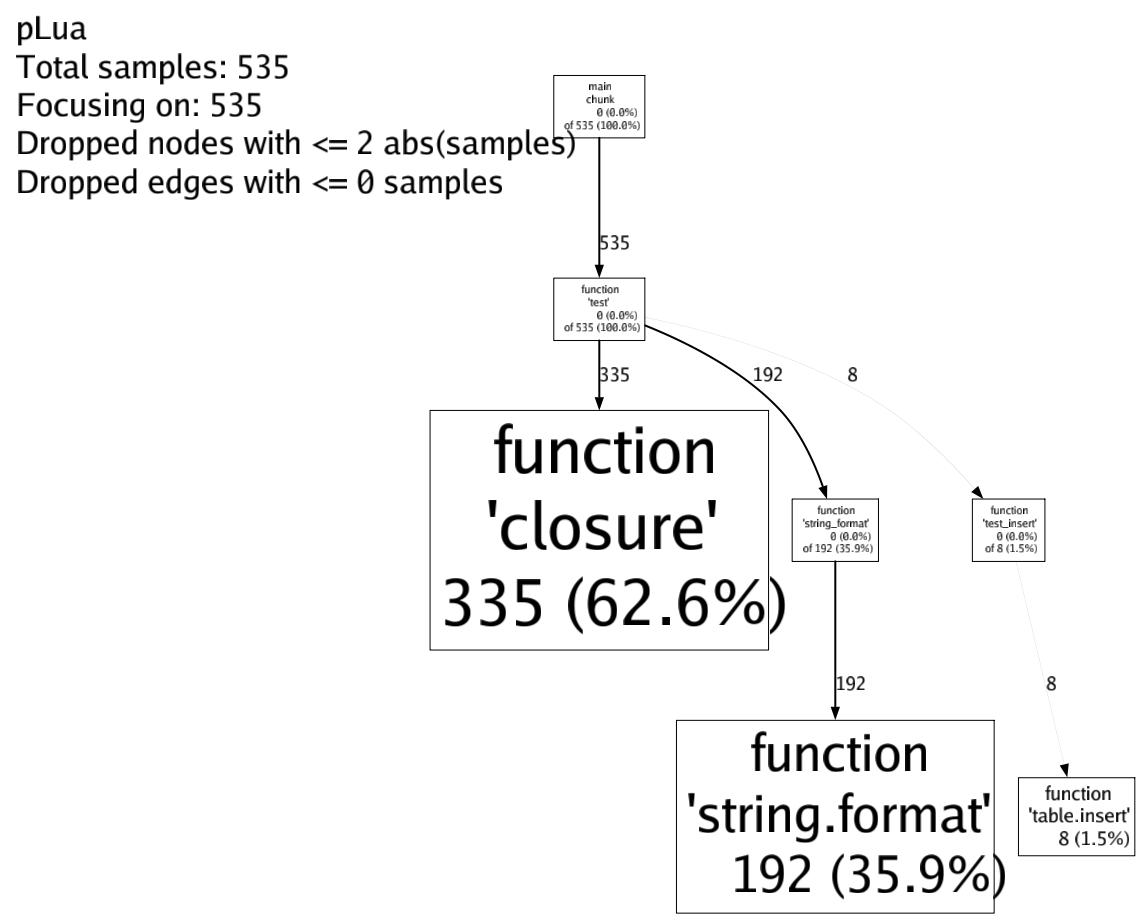 pLua
Total samples: 535
Focusing on: 535
Dropped nodes with <= 2 abs(samples)
Dropped edges with <= 0 samples
main
chunk
0 (0.0%)
of 535 (100.0%)
535
function
'test'
0 (0.0%)
of 535 (100.0%)
335
192
8
function
'closure'
335 (62.6%)
function
'string_format'
0 (0.0%)
of 192 (35.9%)
function
'test_insert'
0 (0.0%)
of 8 (1.5%)
192
8
function
'string.format'
192 (35.9%)
function
'table.insert'
8 (1.5%)